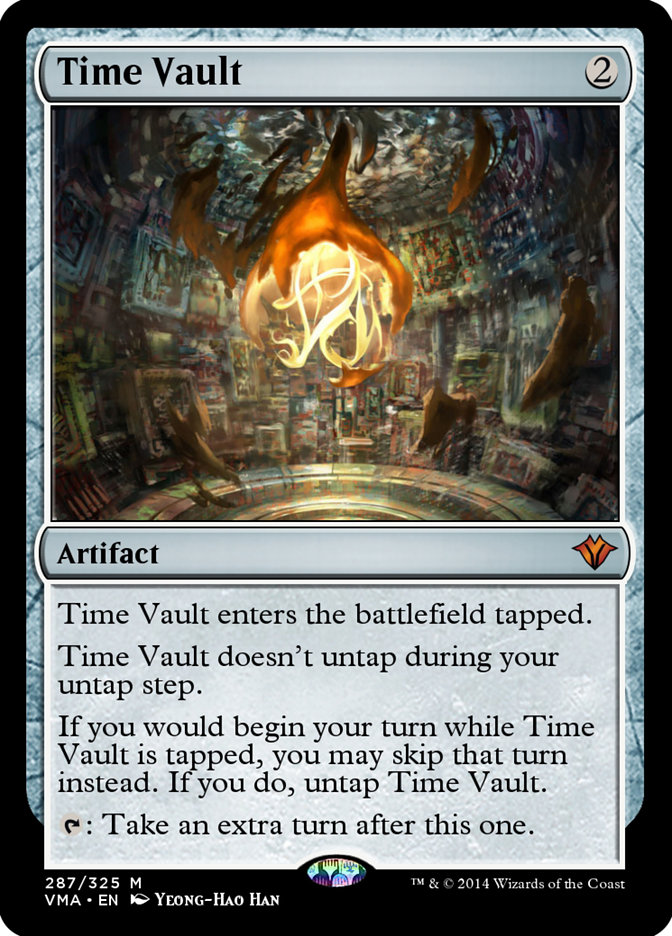 Time Vault 2
Artifact
Time Vault enters the battlefield tapped.
Time Vault doesn't untap during your
untap step.
If you would begin your turn while Time
Vault is tapped, you may skip that turn
instead. If you do, untap Time Vault.
: Take an extra turn after this one.
287/325 M
VMA • EN Yeong-Hao Han
™ & © 2014 Wizards of the Coast